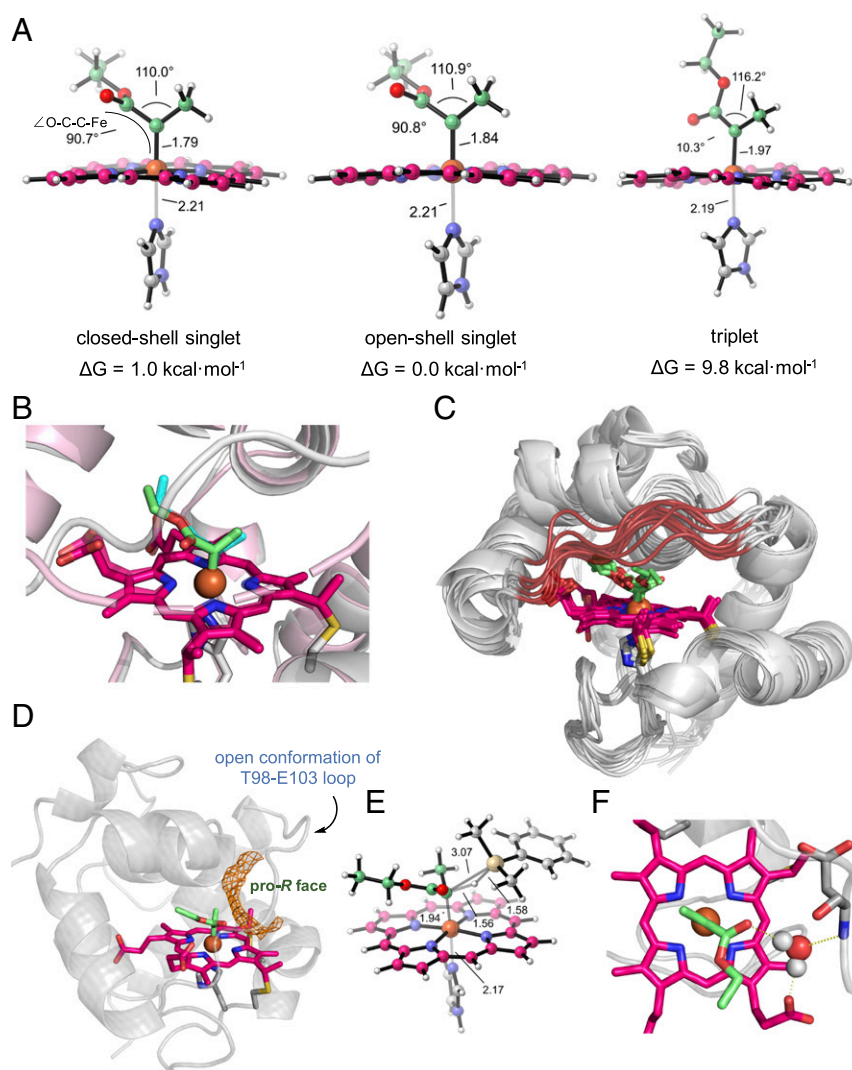 A
110.0°
∠O-C-C-Fe
90.7°
1.79
2.21
closed-shell singlet
ΔG = 1.0 kcal·mol⁻¹
110.9°
90.8°
1.84
2.21
open-shell singlet
ΔG = 0.0 kcal·mol⁻¹
116.2°
10.3°
1.97
2.19
triplet
ΔG = 9.8 kcal·mol⁻¹
B
C
D
open conformation of
T98-E103 loop
pro-R face
E
3.07
1.94
1.56
1.58
2.17
F